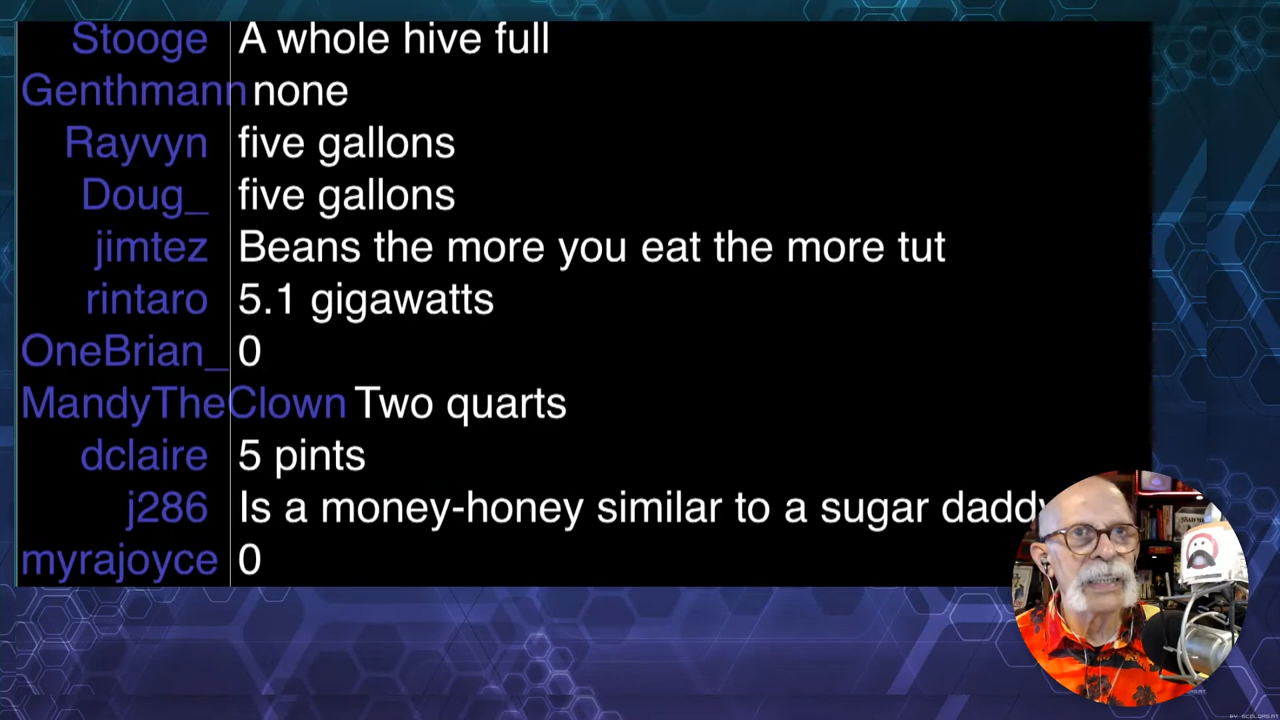 Stooge A whole hive full
Genthmann none
Rayvyn five gallons
Doug_ five gallons
jimtez Beans the more you eat the more tut
rintaro 5.1 gigawatts
OneBrian_ 0
MandyTheClown Two quarts
dclaire 5 pints
j286 Is a money-honey similar to a sugar daddy
myrajoyce 0